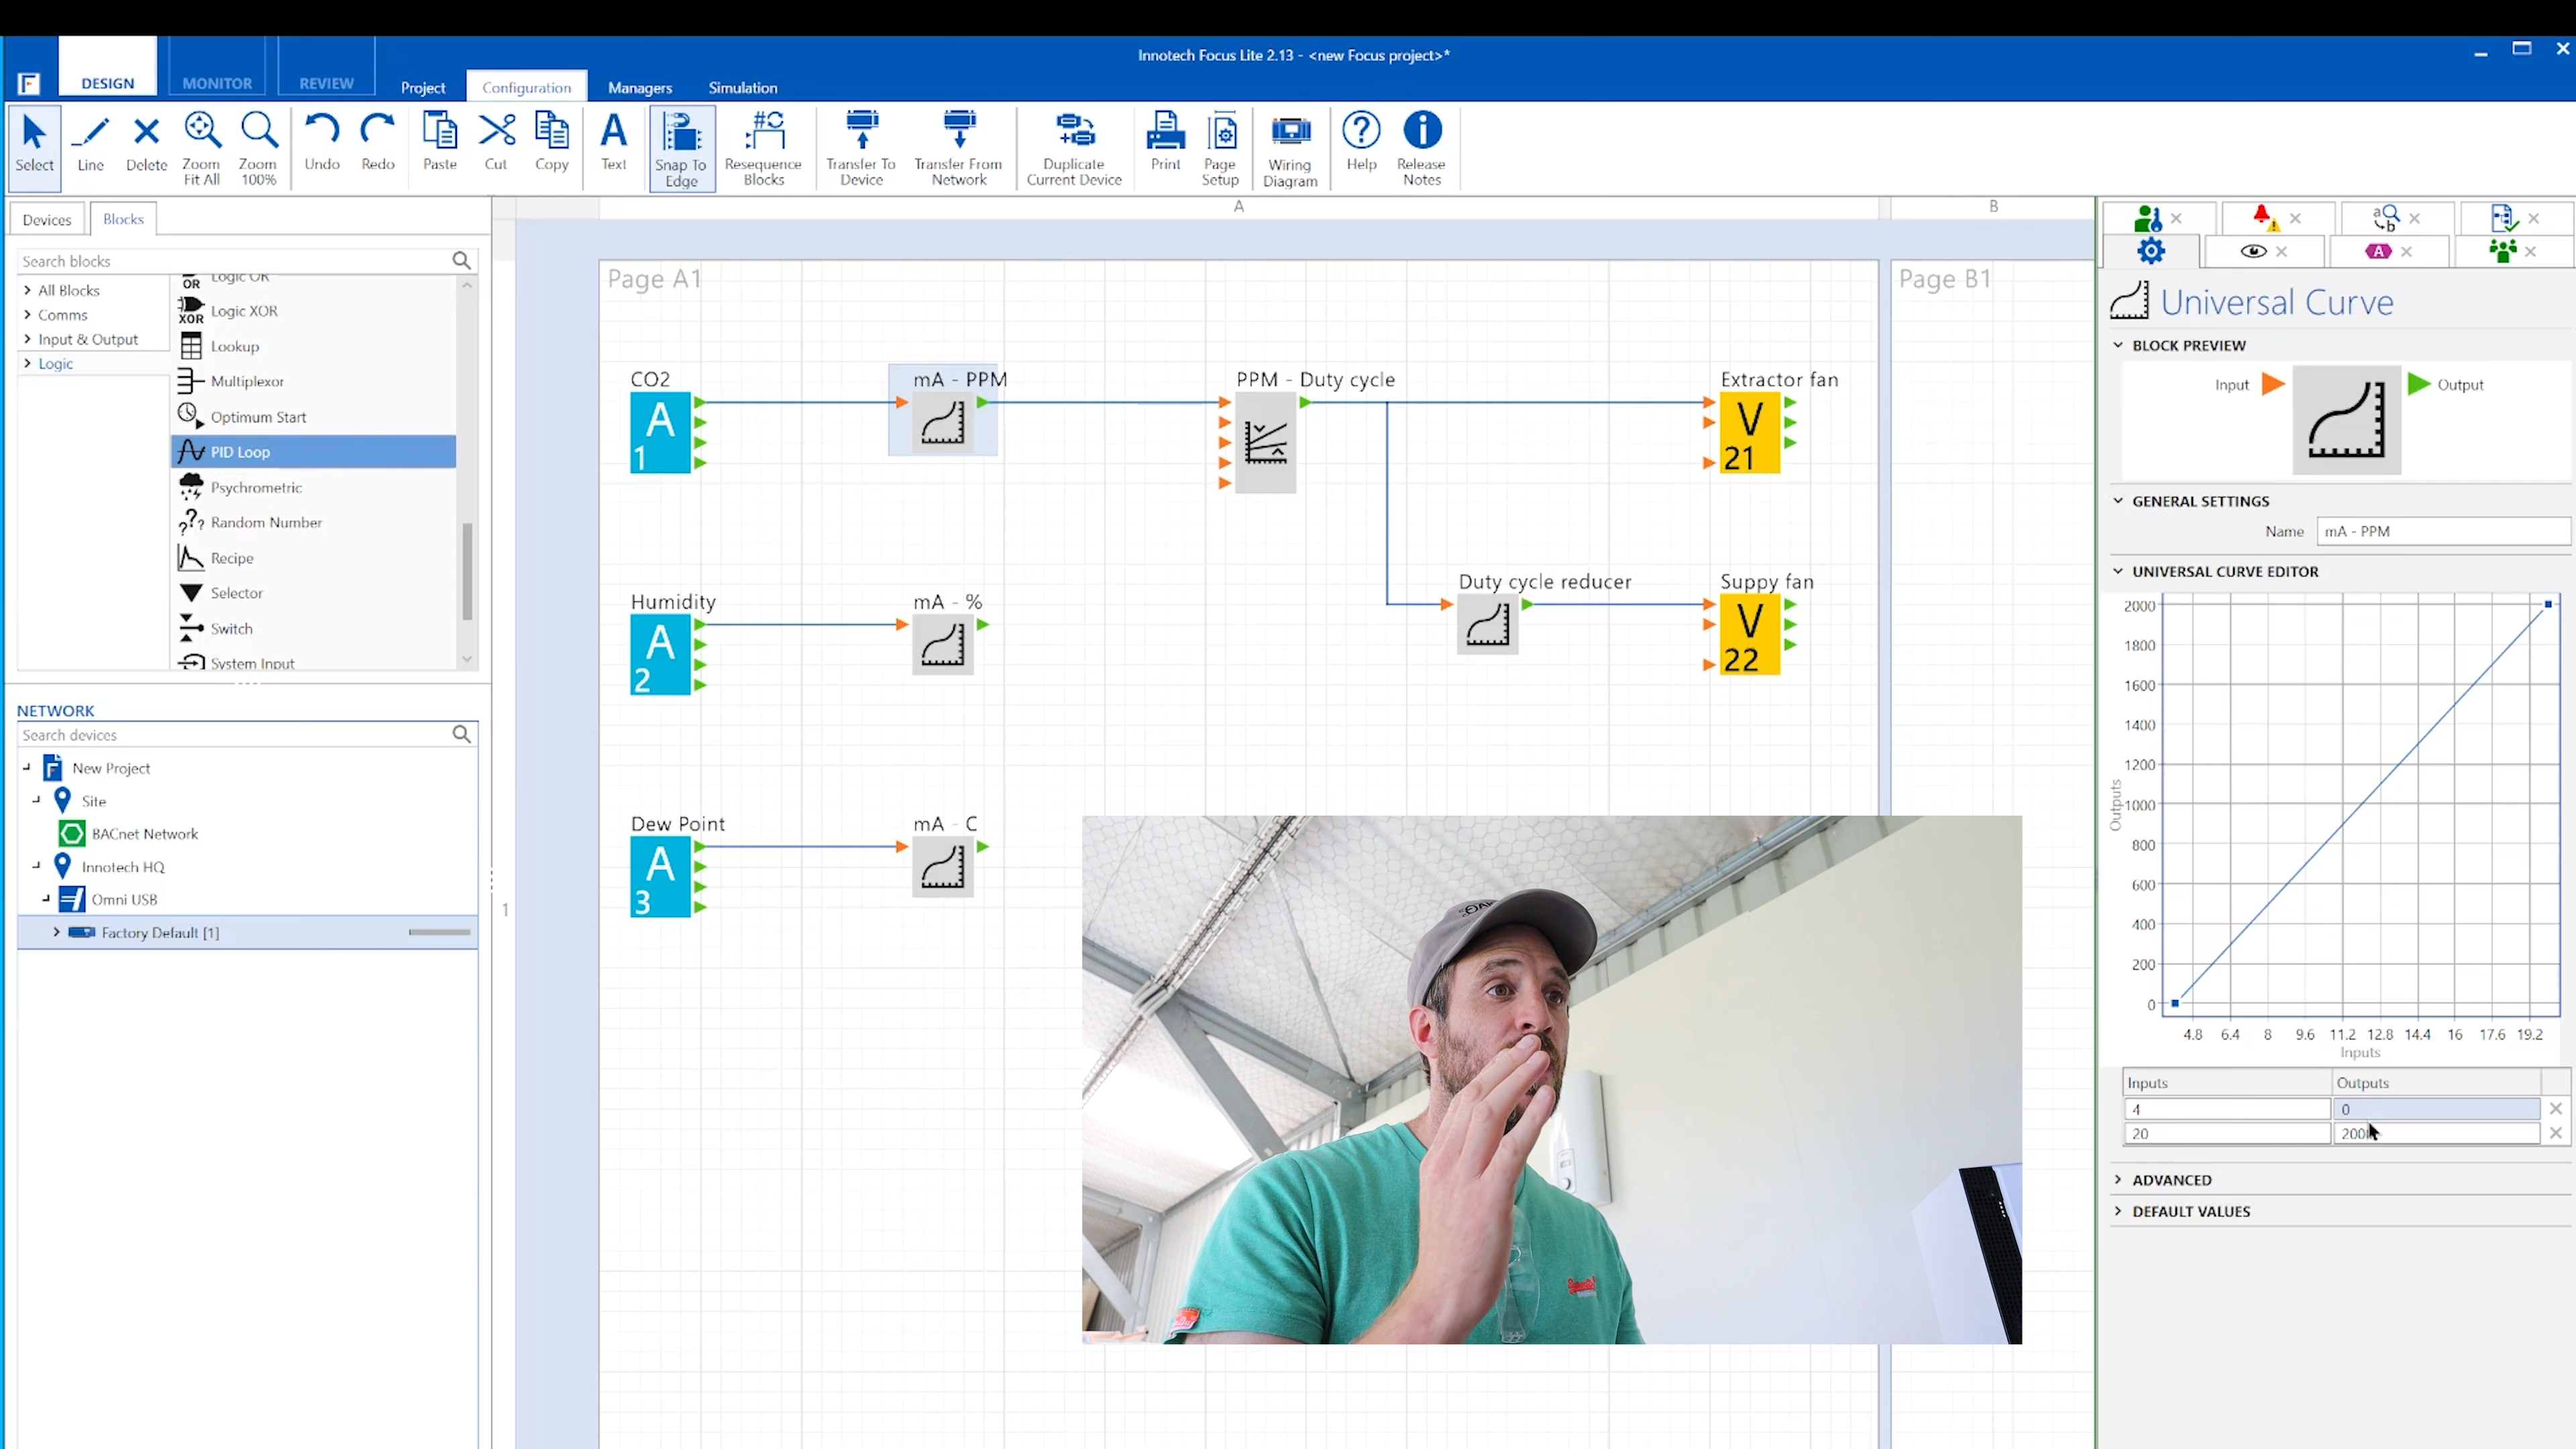 Innotech Focus Lite 2.13 - <new Focus project>*
F
DESIGN
MONITOR
REVIEW
Project
Configuration
Managers
Simulation
Select
Line
Delete
Zoom
Fit All
Zoom
100%
Undo
Redo
Paste
Cut
Copy
A
Text
Snap To
Edge
#
Resequence
Blocks
Transfer To
Device
Transfer From
Network
Duplicate
Current Device
Print
Page
Setup
Wiring
Diagram
?
Help
i
Release
Notes
Devices
Blocks
Search blocks
All Blocks
Comms
Input & Output
Logic
OR
Logic OR
XOR
Logic XOR
Lookup
Multiplexor
Optimum Start
PID Loop
Psychrometric
???
Random Number
Recipe
Selector
Switch
System Input
NETWORK
Search devices
F
New Project
Site
BACnet Network
Innotech HQ
Omni USB
Factory Default [1]
A
B
1
Page A1
Page B1
CO2
A
1
mA - PPM
PPM - Duty cycle
Extractor fan
V
21
Humidity
A
2
mA - %
Duty cycle reducer
Suppy fan
V
22
Dew Point
A
3
mA - C
a
b
A
Universal Curve
BLOCK PREVIEW
Input
Output
GENERAL SETTINGS
Name
mA - PPM
UNIVERSAL CURVE EDITOR
2000
1800
1600
1400
1200
1000
800
600
400
200
0
Outputs
4.8 6.4 8 9.6 11.2 12.8 14.4 16 17.6 19.2
Inputs
Inputs
Outputs
4
0
20
200
ADVANCED
DEFAULT VALUES